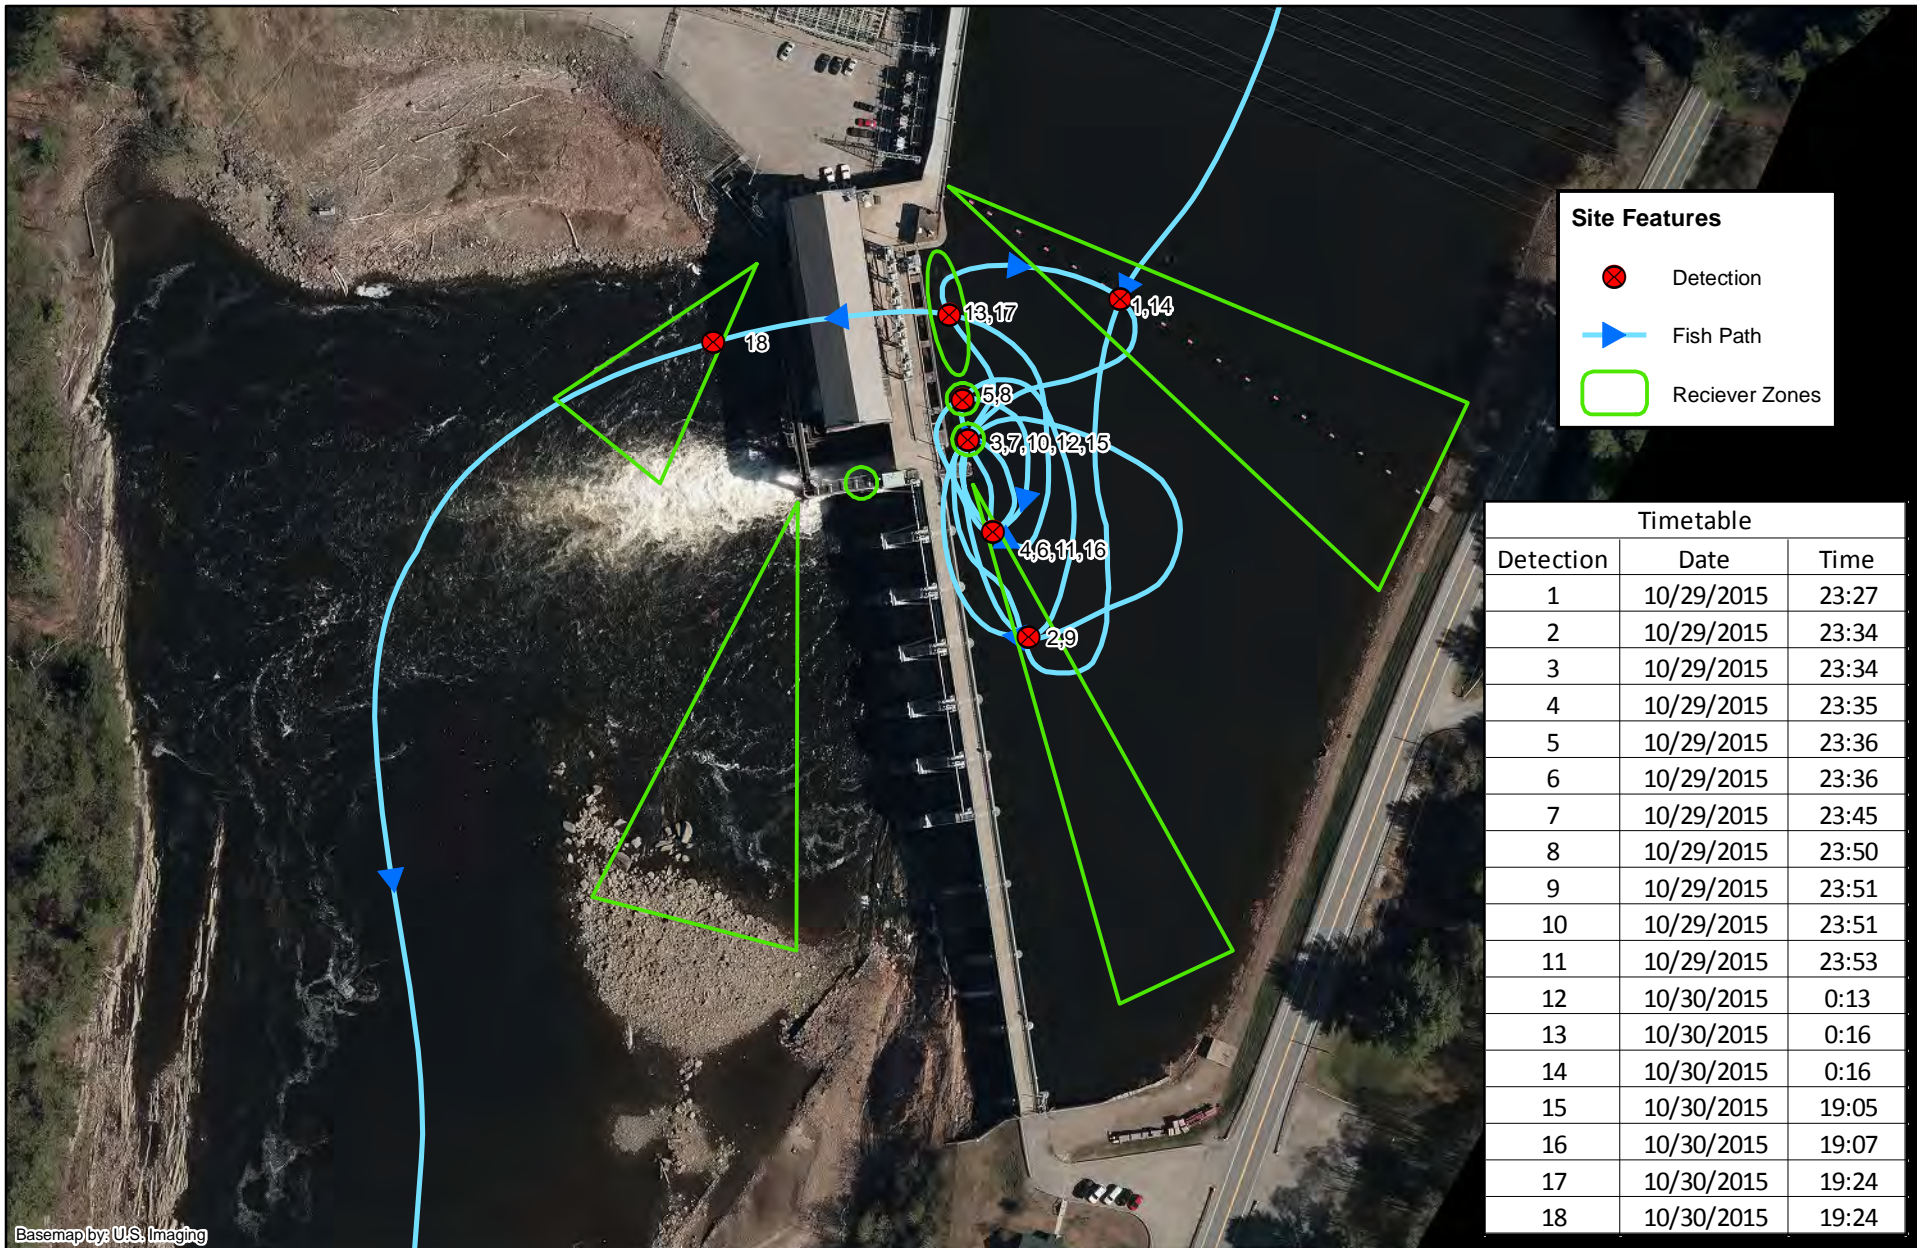 18
13,17
1,14
5,8
3,7,10,12,15
4,6,11,16
2,9
Site Features
Detection
Fish Path
Reciever Zones
Timetable
Detection Date Time
1 10/29/2015 23:27
2 10/29/2015 23:34
3 10/29/2015 23:34
4 10/29/2015 23:35
5 10/29/2015 23:36
6 10/29/2015 23:36
7 10/29/2015 23:45
8 10/29/2015 23:50
9 10/29/2015 23:51
10 10/29/2015 23:51
11 10/29/2015 23:53
12 10/30/2015 0:13
13 10/30/2015 0:16
14 10/30/2015 0:16
15 10/30/2015 19:05
16 10/30/2015 19:07
17 10/30/2015 19:24
18 10/30/2015 19:24
Basemap by: U.S. Imaging